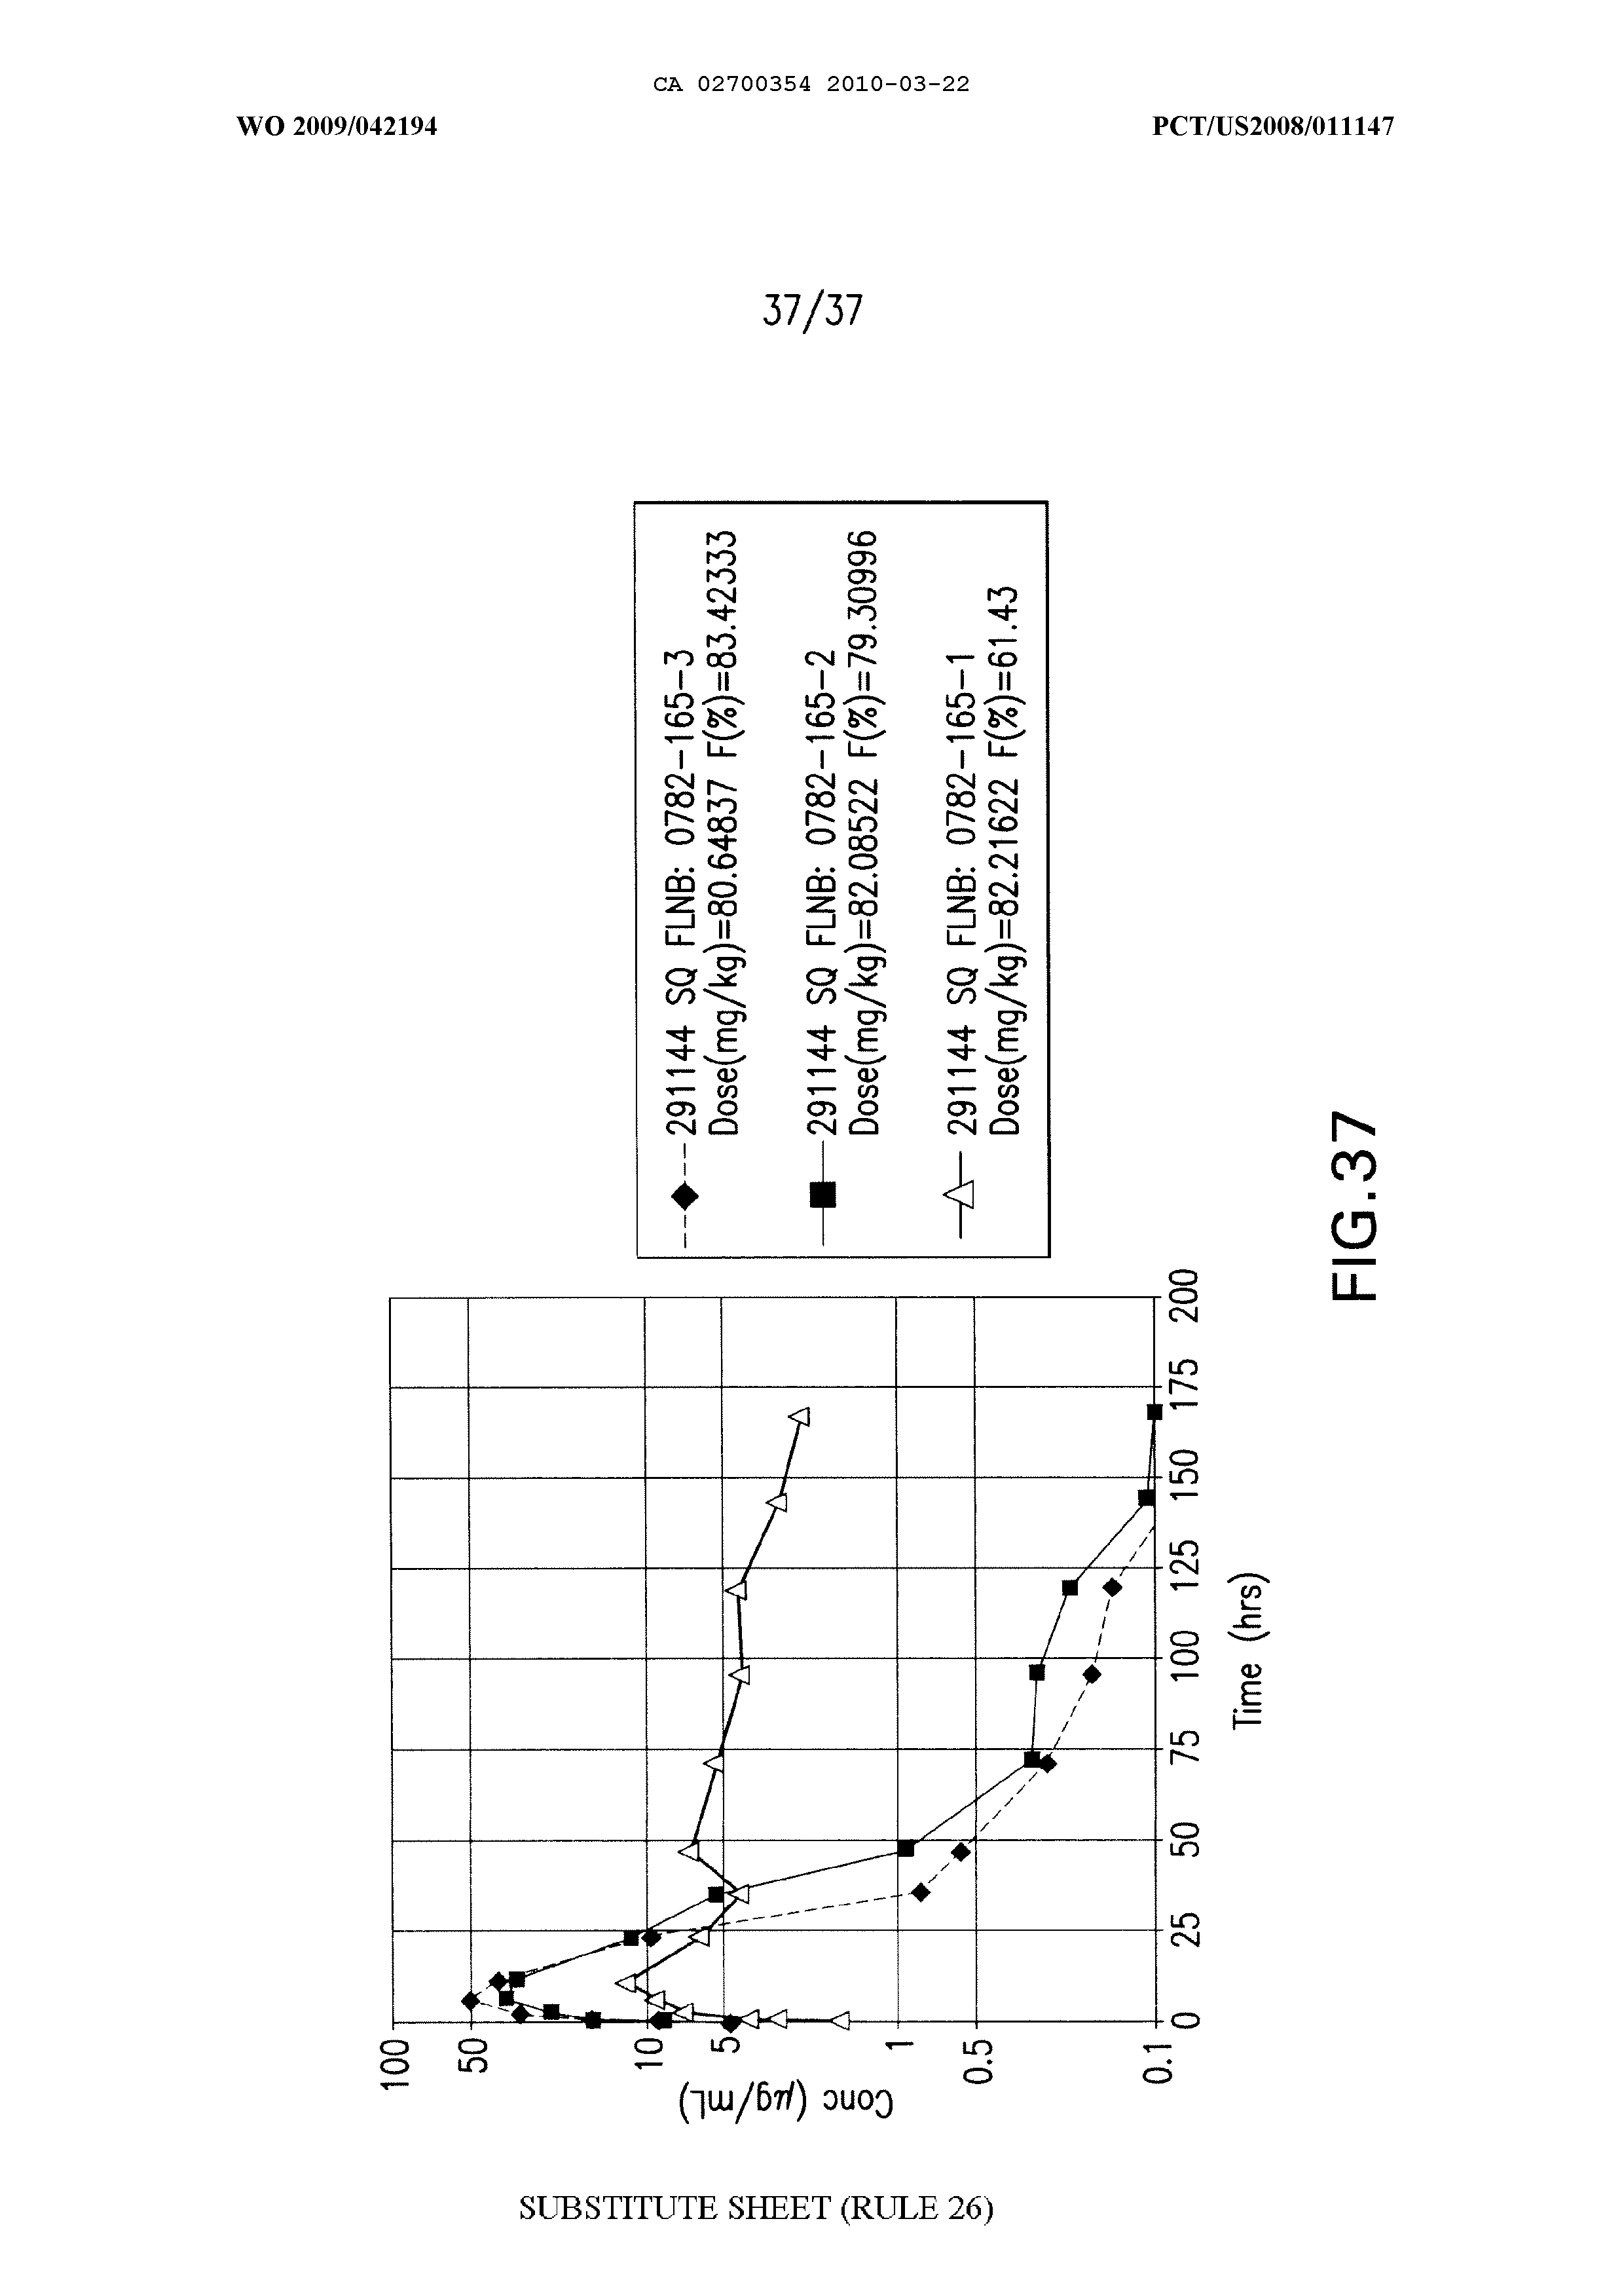 CA 02700354 2010-03-22
WO 2009/042194
PCT/US2008/011147
37/37
291144 SQ FLNB: 0782-165-3
Dose(mg/kg)=80.64837 F(%)=83.42333
291144 SQ FLNB: 0782-165-2
Dose(mg/kg)=82.08522 F(%)=79.30996
291144 SQ FLNB: 0782-165-1
Dose(mg/kg)=82.21622 F(%)=61.43
100
50
10
5
1
0.5
0.1
Conc (µg/mL)
0
25
50
75
100
125
150
175
200
Time (hrs)
FIG.37
SUBSTITUTE SHEET (RULE 26)